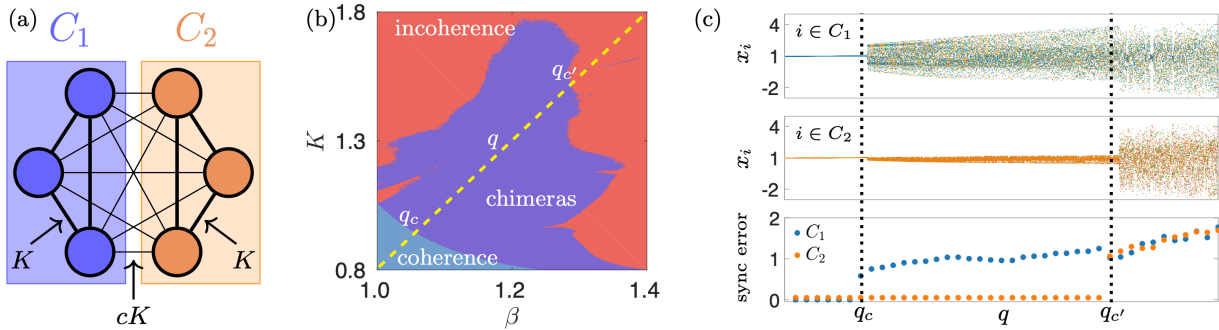 (a)
C1 C2
K
K
cK
(b)
1.8
incoherence
qc'
K
1.3
q
chimeras
qc
coherence
0.8
1.0
1.2
1.4
β
(c)
i ∈ C1
xi
4
1
-2
i ∈ C2
xi
4
1
-2
sync error
2
1
0
C1
C2
qc
q
qc'